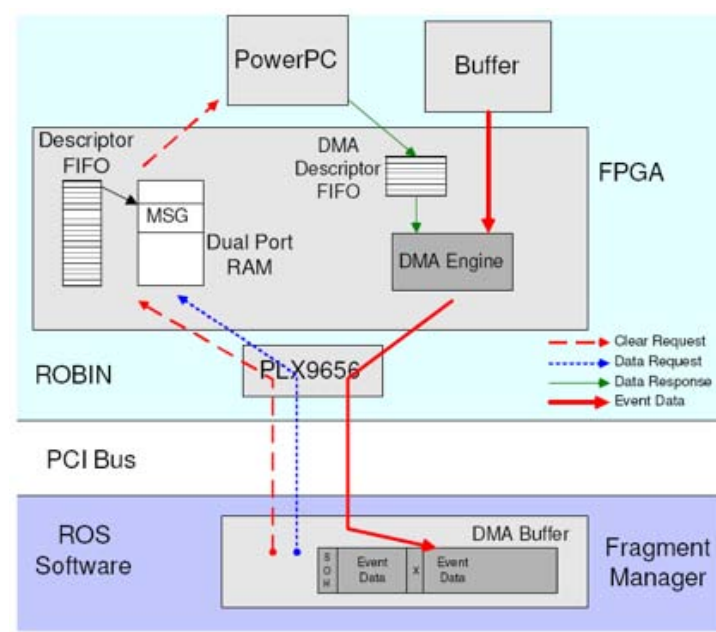 PowerPC
Buffer
Descriptor
FIFO
DMA
Descriptor
FIFO
FPGA
MSG
Dual Port
RAM
DMA Engine
Clear Request
Data Request
Data Response
Event Data
ROBIN
PLX9656
PCI Bus
ROS
Software
DMA Buffer
Fragment
Manager
Event
Data
X
Event
Data